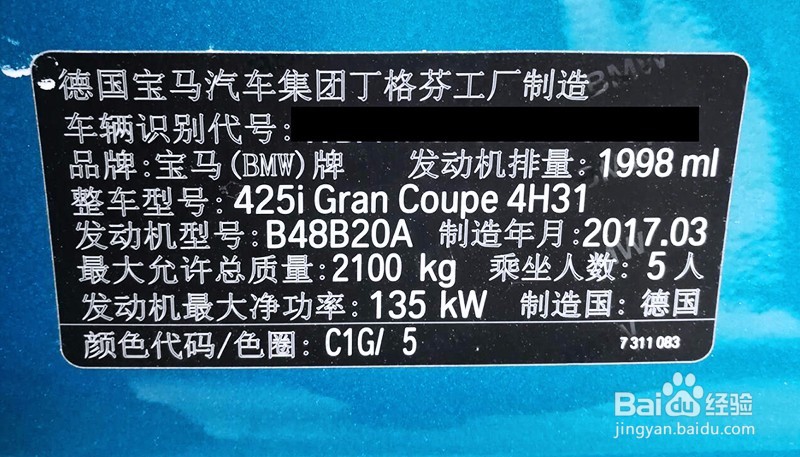 德国宝马汽车集团丁格芬工厂制造
车辆识别代号:
品牌:宝马(BMW)牌 发动机排量:1998 ml
整车型号:425i Gran Coupe 4H31
发动机型号:B48B20A 制造年月:2017.03
最大允许总质量:2100 kg 乘坐人数:5人
发动机最大净功率:135 kW 制造国:德国
颜色代码/色圈: C1G/ 5 7 311 083
Bai du 经验
jingyan.baidu.com